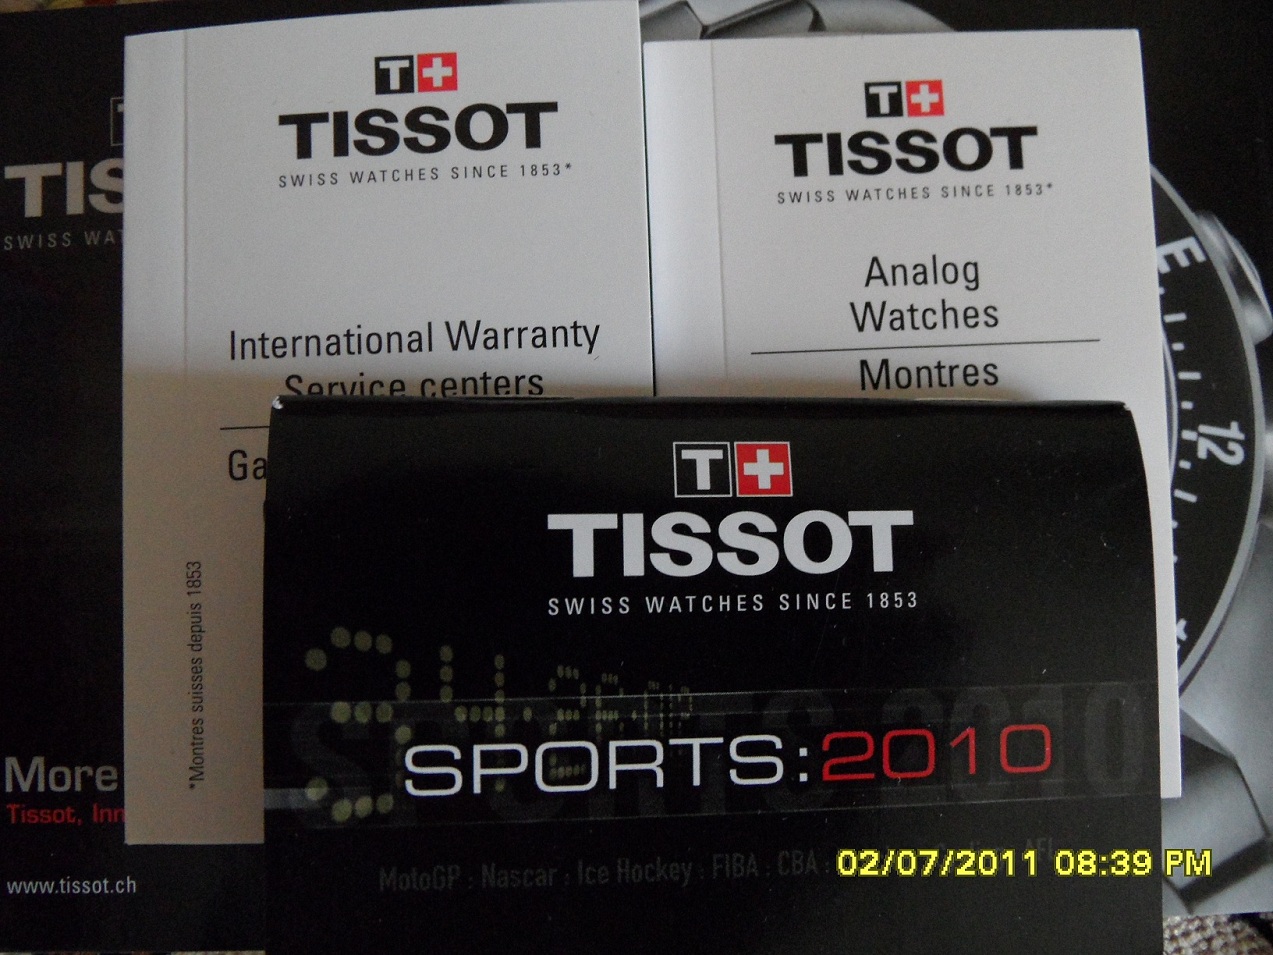 T+
TISSOT
SWISS WATCHES SINCE 1853*
International Warranty
Service centers
Ga
*Montres suisses depuis 1853
T+
TISSOT
SWISS WATCHES SINCE 1853*
Analog
Watches
Montres
T+
TISSOT
SWISS WATCHES SINCE 1853
SPORTS:2010
MotoGP : Nascar : Ice Hockey : FIBA : CBA :
TIS
SWISS WAT
More
Tissot, Inn
www.tissot.ch
12
02/07/2011 08:39 PM